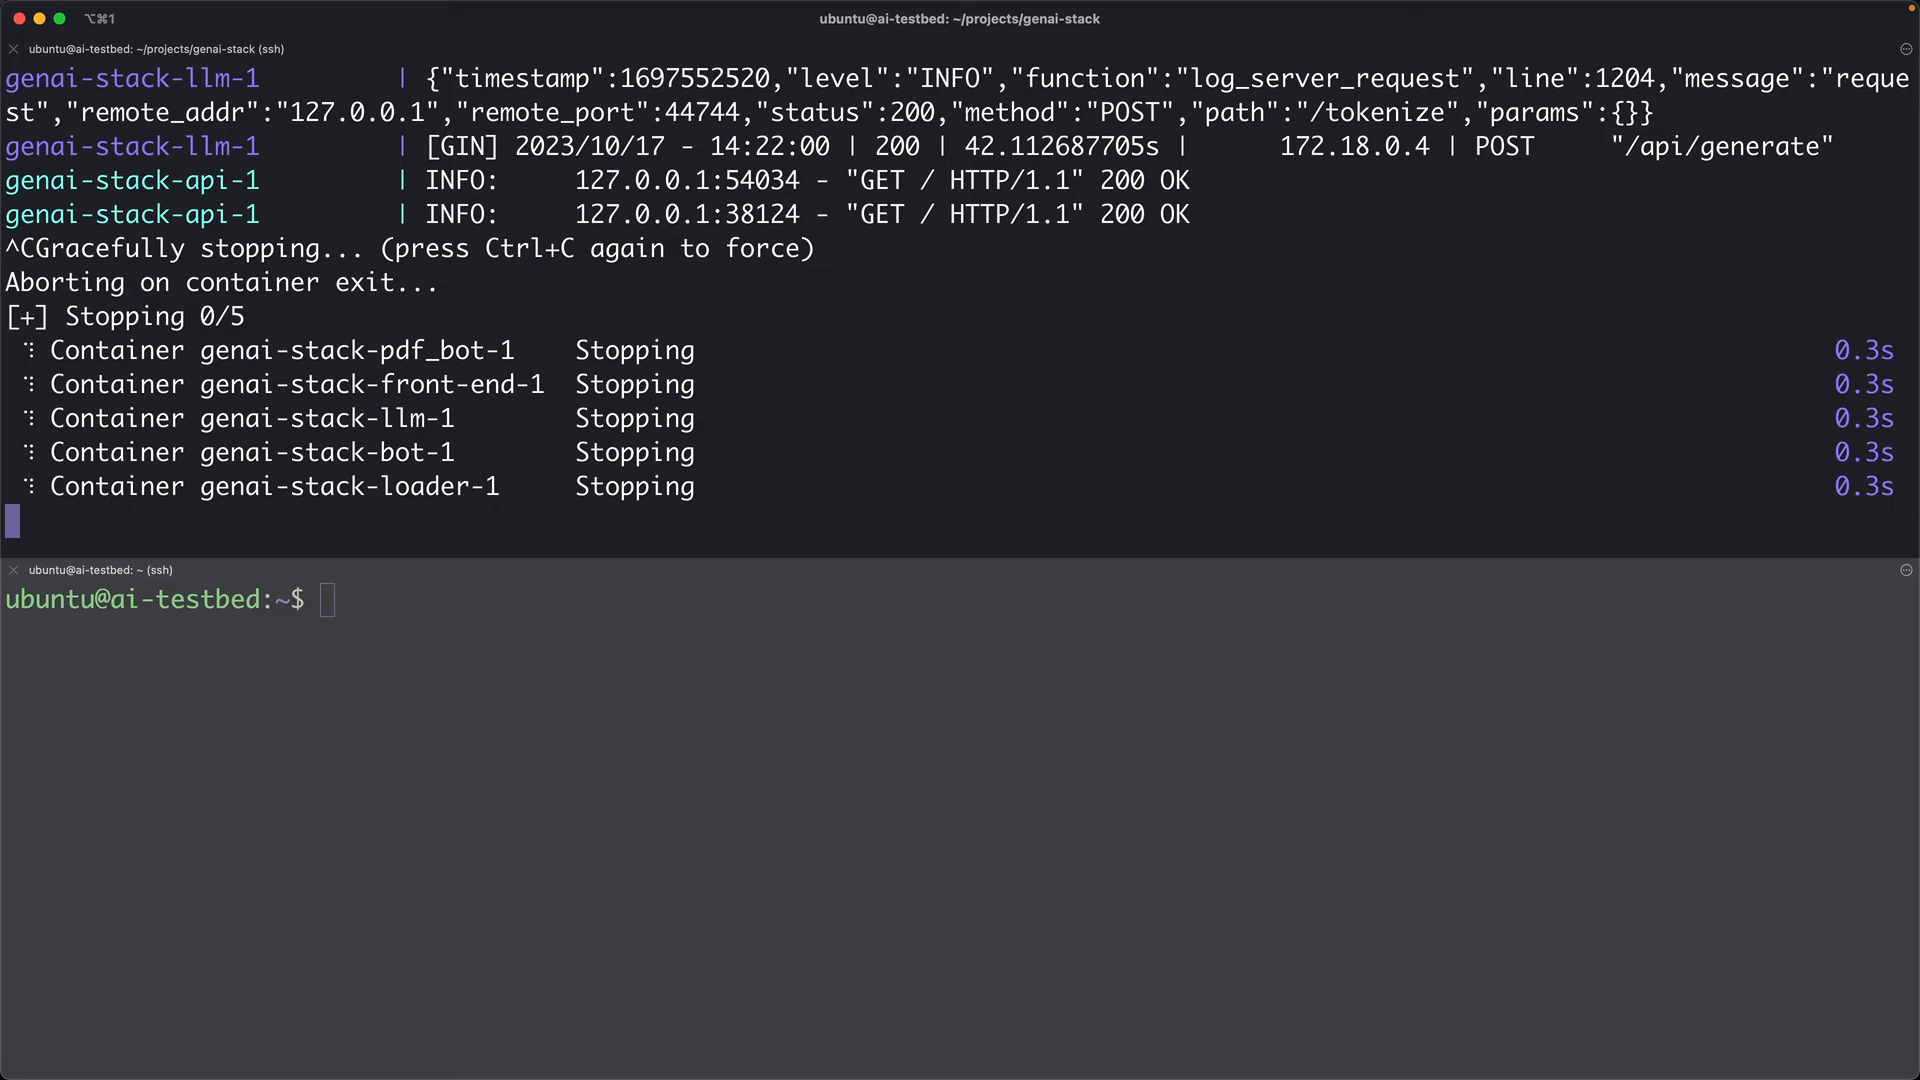 ⌥⌘1
ubuntu@ai-testbed: ~/projects/genai-stack
ubuntu@ai-testbed: ~/projects/genai-stack (ssh)
genai-stack-llm-1 | {"timestamp":1697552520,"level":"INFO","function":"log_server_request","line":1204,"message":"reque
st","remote_addr":"127.0.0.1","remote_port":44744,"status":200,"method":"POST","path":"/tokenize","params":{}}
genai-stack-llm-1 | [GIN] 2023/10/17 - 14:22:00 | 200 | 42.112687705s | 172.18.0.4 | POST "/api/generate"
genai-stack-api-1 | INFO: 127.0.0.1:54034 - "GET / HTTP/1.1" 200 OK
genai-stack-api-1 | INFO: 127.0.0.1:38124 - "GET / HTTP/1.1" 200 OK
^CGracefully stopping... (press Ctrl+C again to force)
Aborting on container exit...
[+] Stopping 0/5
Container genai-stack-pdf_bot-1 Stopping 0.3s
Container genai-stack-front-end-1 Stopping 0.3s
Container genai-stack-llm-1 Stopping 0.3s
Container genai-stack-bot-1 Stopping 0.3s
Container genai-stack-loader-1 Stopping 0.3s
ubuntu@ai-testbed: ~ (ssh)
ubuntu@ai-testbed:~$